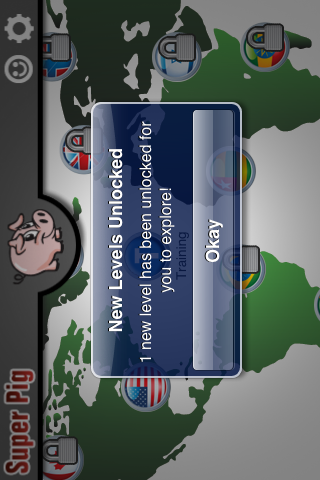 New Levels Unlocked
1 new level has been unlocked for
you to explore!
Training
Okay
Super Pig